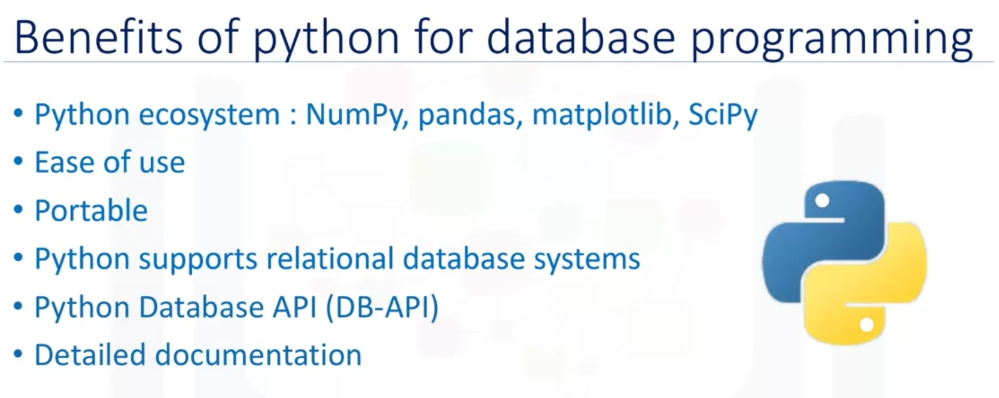 Benefits of python for database programming
• Python ecosystem : NumPy, pandas, matplotlib, SciPy
• Ease of use
• Portable
• Python supports relational database systems
• Python Database API (DB-API)
• Detailed documentation